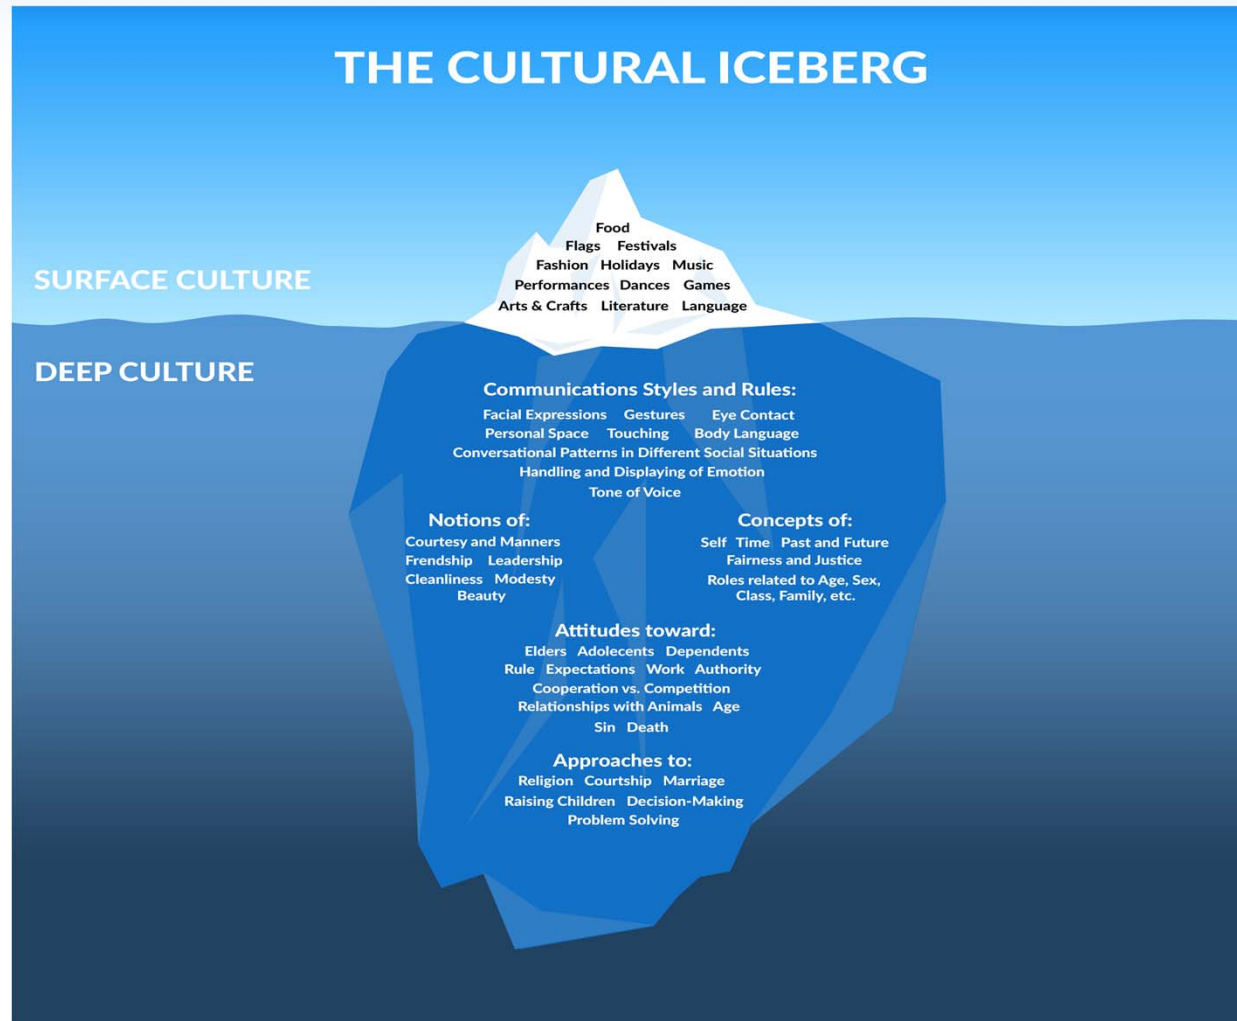 THE CULTURAL ICEBERG
Food
Flags Festivals
Fashion Holidays Music
Performances Dances Games
Arts & Crafts Literature Language
SURFACE CULTURE
DEEP CULTURE
Communications Styles and Rules:
Facial Expressions Gestures Eye Contact
Personal Space Touching Body Language
Conversational Patterns in Different Social Situations
Handling and Displaying of Emotion
Tone of Voice
Notions of:
Courtesy and Manners
Frendship Leadership
Cleanliness Modesty
Beauty
Concepts of:
Self Time Past and Future
Fairness and Justice
Roles related to Age, Sex,
Class, Family, etc.
Attitudes toward:
Elders Adolecents Dependents
Rule Expectations Work Authority
Cooperation vs. Competition
Relationships with Animals Age
Sin Death
Approaches to:
Religion Courtship Marriage
Raising Children Decision-Making
Problem Solving